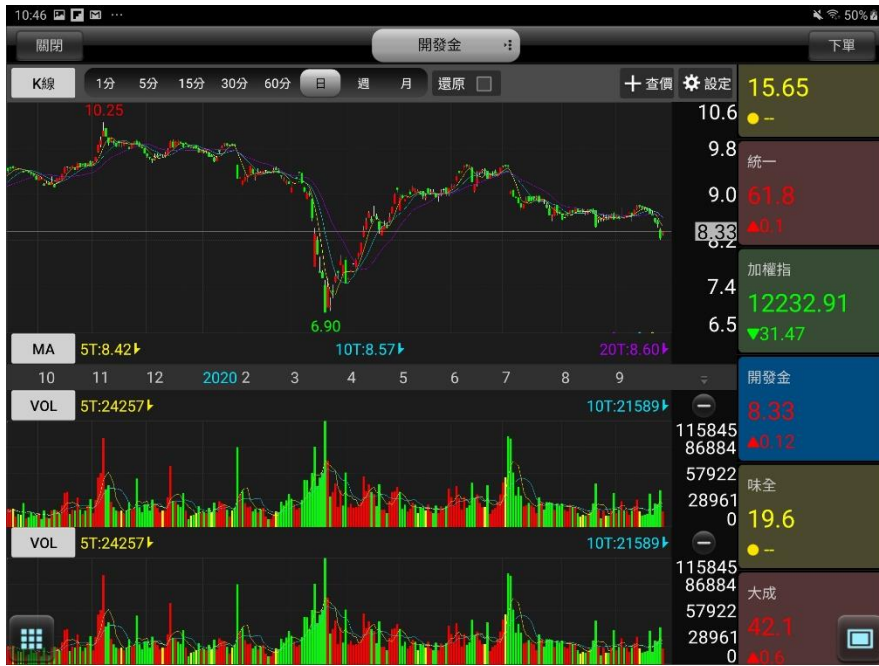 10:46 ... 50%
關閉 開發金 下單
K線 1分 5分 15分 30分 60分 日 週 月 還原 查價 設定
15.65
--
10.25
10.6
9.8
9.0
8.33
8.2
7.4
6.5
6.90
統一
61.8
▲0.1
加權指
12232.91
▼31.47
MA 5T:8.42 10T:8.57 20T:8.60
10 11 12 2020 2 3 4 5 6 7 8 9
開發金
8.33
▲0.12
VOL 5T:24257 10T:21589
115845
86884
57922
28961
0
味全
19.6
--
VOL 5T:24257 10T:21589
115845
86884
57922
28961
0
大成
42.1
▲0.6